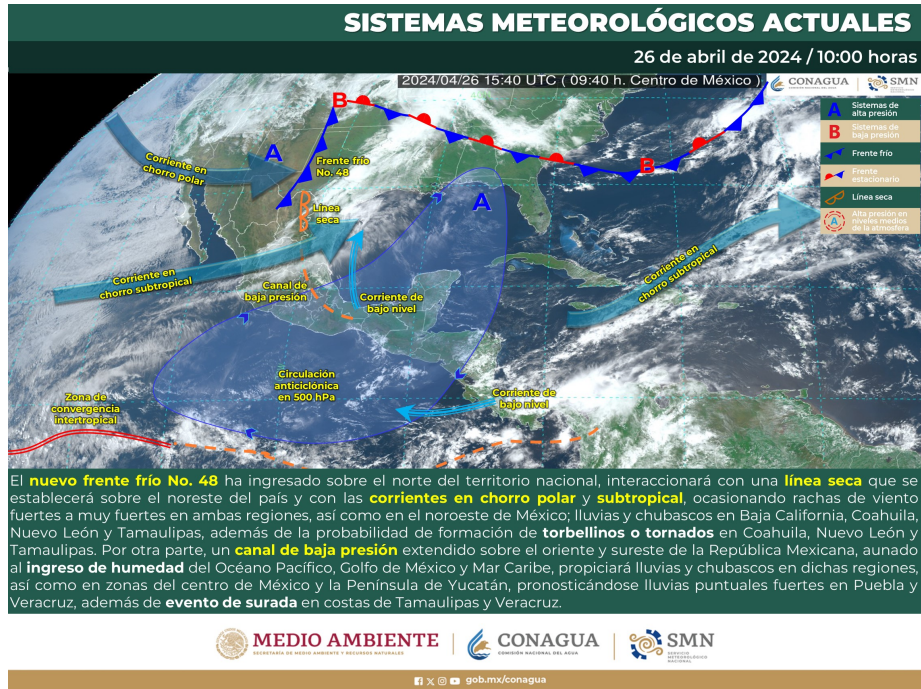 SISTEMAS METEOROLÓGICOS ACTUALES
26 de abril de 2024 / 10:00 horas
2024/04/26 15:40 UTC ( 09:40 h. Centro de México )
CONAGUA
COMISIÓN NACIONAL DEL AGUA
SMN
A
Sistemas de
alta presión
B
Sistemas de
baja presión
Frente frío
Frente
estacionario
Línea seca
A
Alta presión en
niveles medios
de la atmosfera
B
A
Corriente en
chorro polar
Frente frío
No. 48
B
A
Línea
seca
Corriente en
chorro subtropical
Canal de
baja presión
Corriente de
bajo nivel
Corriente en
chorro subtropical
Circulación
anticiclónica
en 500 hPa
Corriente de
bajo nivel
Zona de
convergencia
intertropical
El nuevo frente frío No. 48 ha ingresado sobre el norte del territorio nacional, interaccionará con una línea seca que se
establecerá sobre el noreste del país y con las corrientes en chorro polar y subtropical, ocasionando rachas de viento
fuertes a muy fuertes en ambas regiones, así como en el noroeste de México; lluvias y chubascos en Baja California, Coahuila,
Nuevo León y Tamaulipas, además de la probabilidad de formación de torbellinos o tornados en Coahuila, Nuevo León y
Tamaulipas. Por otra parte, un canal de baja presión extendido sobre el oriente y sureste de la República Mexicana, aunado
al ingreso de humedad del Océano Pacífico, Golfo de México y Mar Caribe, propiciará lluvias y chubascos en dichas regiones,
así como en zonas del centro de México y la Península de Yucatán, pronosticándose lluvias puntuales fuertes en Puebla y
Veracruz, además de evento de surada en costas de Tamaulipas y Veracruz.
MEDIO AMBIENTE
SECRETARÍA DE MEDIO AMBIENTE Y RECURSOS NATURALES
CONAGUA
COMISIÓN NACIONAL DEL AGUA
SMN
SERVICIO
METEOROLÓGICO
NACIONAL
gob.mx/conagua